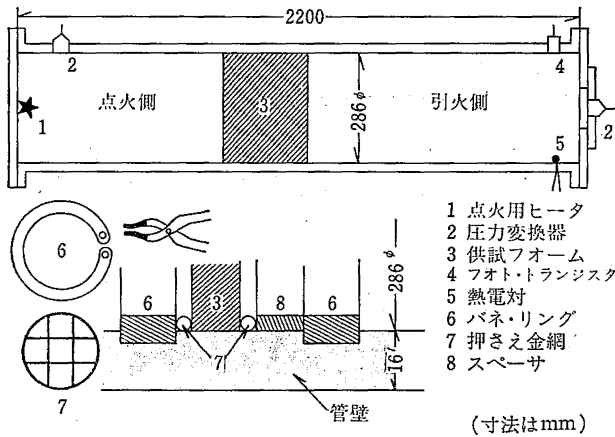 2200
2
4
点火側
3
286φ
引火側
2
1
5
6
1 点火用ヒータ
2 圧力変換器
3 供試フォーム
4 フオト・トランジスタ
5 熱電対
6 バネ・リング
7 押さえ金網
8 スペーサ
6
3
8
6
286φ
7
16
7
管壁
(寸法はmm)